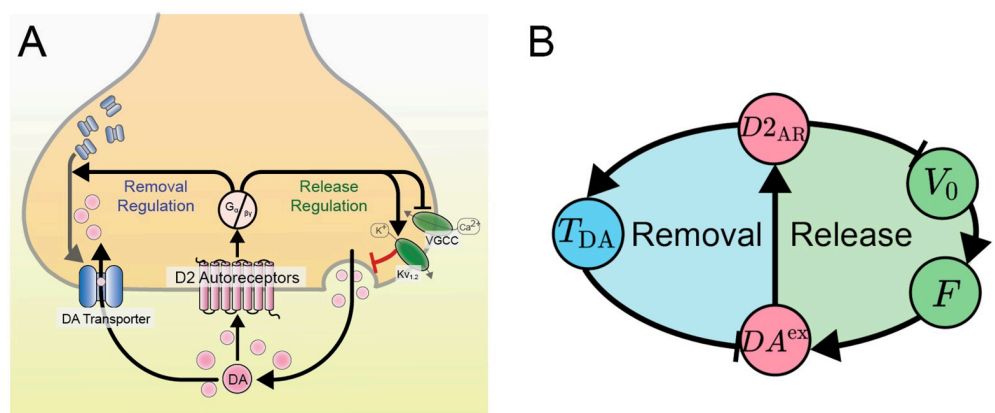 A
Removal
Regulation
Release
Regulation
Gα
βγ
K+
Ca2+
VGCC
Kv1.2
D2 Autoreceptors
DA Transporter
DA
B
D2AR
V0
TDA
Removal
Release
F
DAex